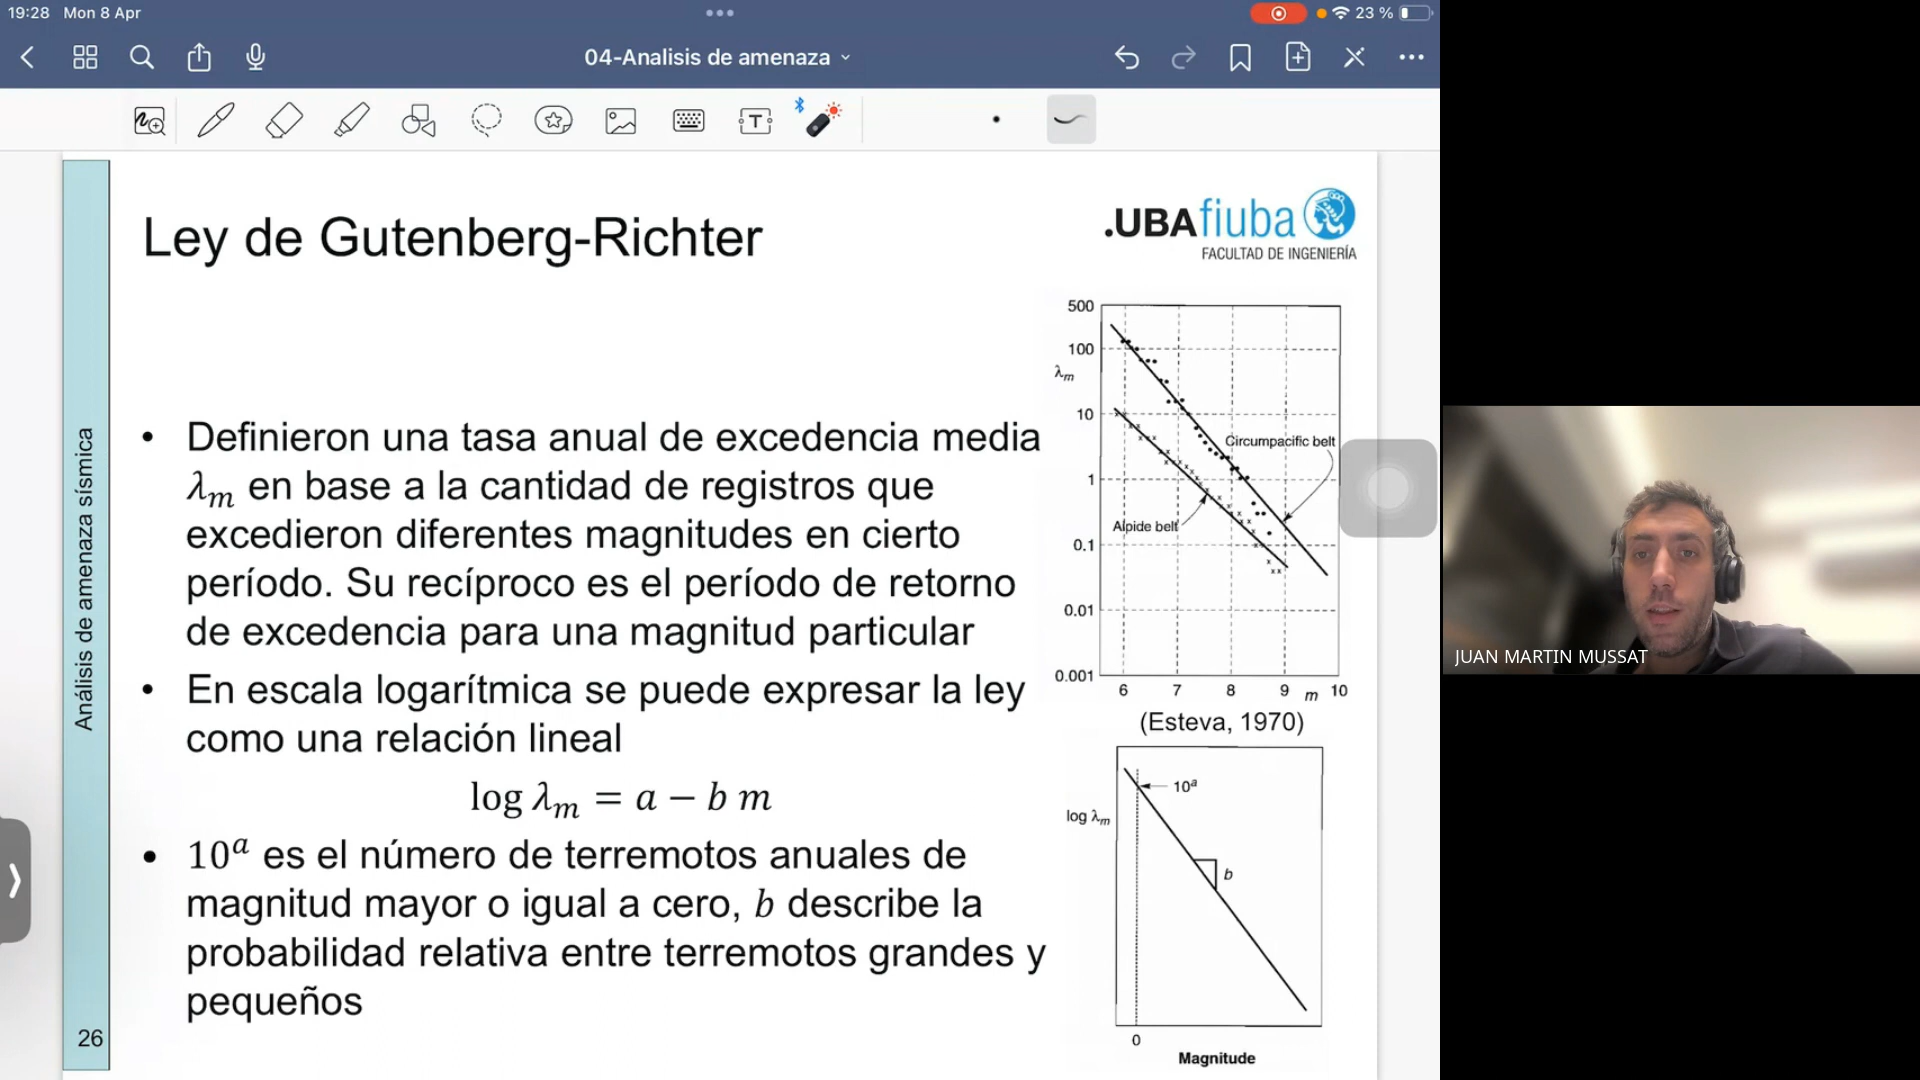 19:28 Mon 8 Apr
23 %
04-Analisis de amenaza
T
Análisis de amenaza sísmica
26
Ley de Gutenberg-Richter
.UBAfiuba
FACULTAD DE INGENIERÍA
• Definieron una tasa anual de excedencia media
λm en base a la cantidad de registros que
excedieron diferentes magnitudes en cierto
período. Su recíproco es el período de retorno
de excedencia para una magnitud particular
• En escala logarítmica se puede expresar la ley
como una relación lineal
log λm = a − b m
• 10^a es el número de terremotos anuales de
magnitud mayor o igual a cero, b describe la
probabilidad relativa entre terremotos grandes y
pequeños
500
100
λm
10
1
0.1
0.01
0.001
Circumpacific belt
Alpide belt
6 7 8 9 m 10
(Esteva, 1970)
10^a
log λm
b
0
Magnitude
JUAN MARTIN MUSSAT